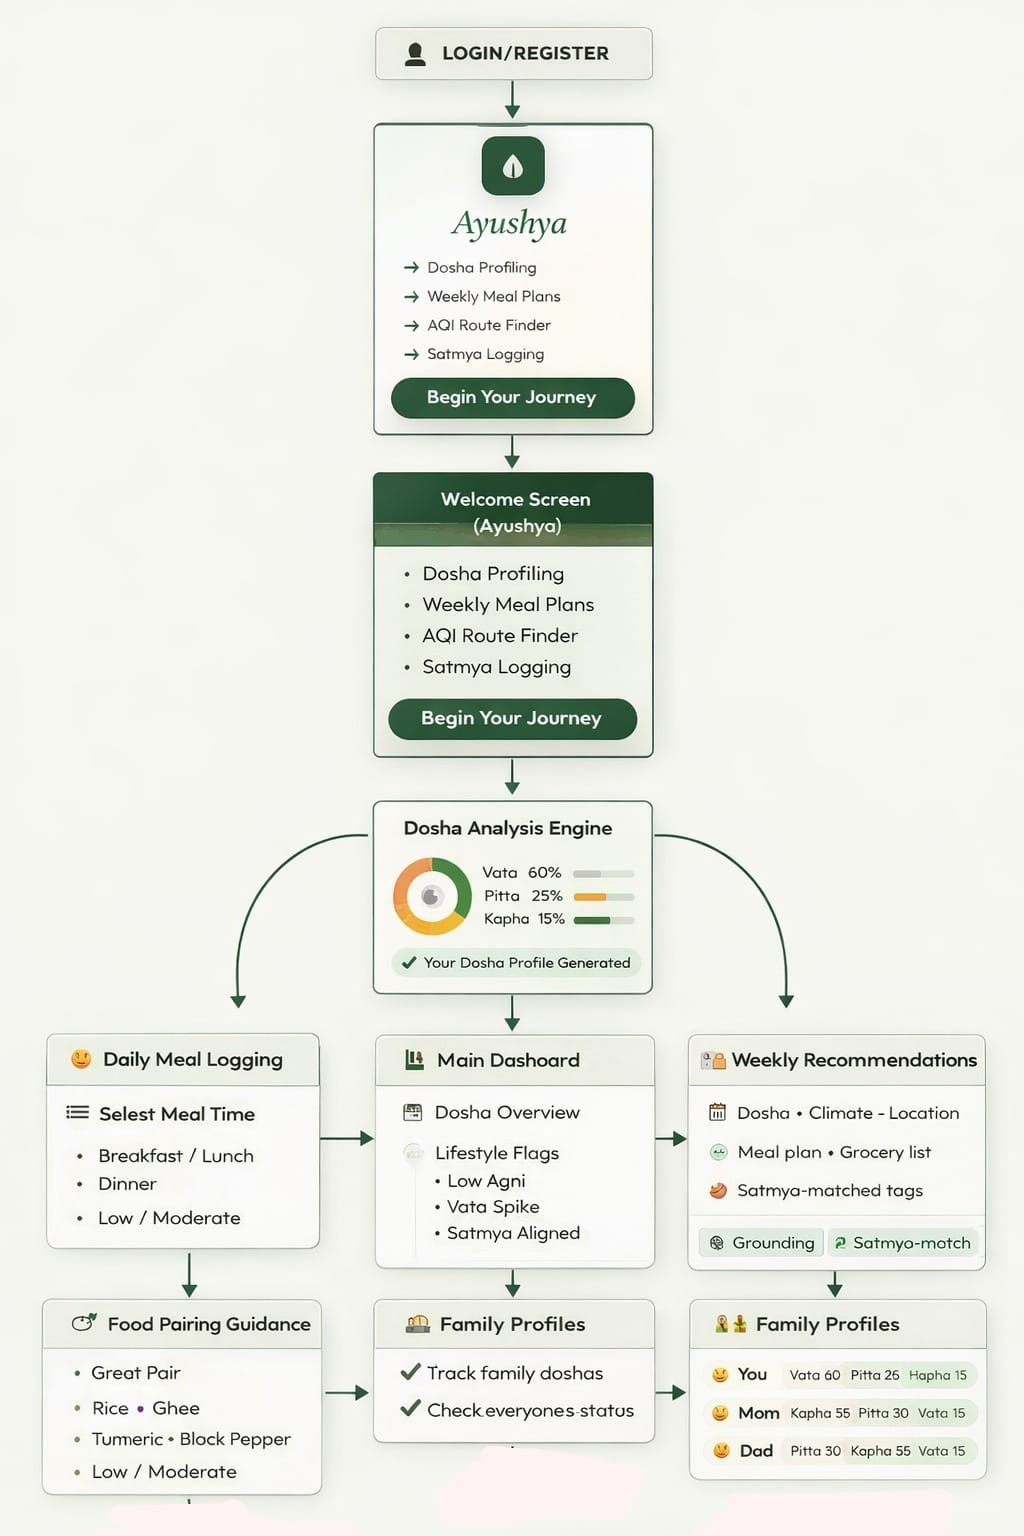 LOGIN/REGISTER
Ayushya
→ Dosha Profiling
→ Weekly Meal Plans
→ AQI Route Finder
→ Satmya Logging
Begin Your Journey
Welcome Screen
(Ayushya)
• Dosha Profiling
• Weekly Meal Plans
• AQI Route Finder
• Satmya Logging
Begin Your Journey
Dosha Analysis Engine
Vata 60%
Pitta 25%
Kapha 15%
✔ Your Dosha Profile Generated
Daily Meal Logging
Selest Meal Time
• Breakfast / Lunch
• Dinner
• Low / Moderate
Main Dashoard
Dosha Overview
Lifestyle Flags
• Low Agni
• Vata Spike
• Satmya Aligned
Weekly Recommendations
Dosha • Climate - Location
Meal plan • Grocery list
Satmya-matched tags
Grounding
Satmyo-motch
Food Pairing Guidance
• Great Pair
• Rice • Ghee
• Tumeric • Block Pepper
• Low / Moderate
Family Profiles
✔ Track family doshas
✔ Check.everyones-status
Family Profiles
You Vata 60 Pitta 26 Hapha 15
Mom Kapha 55 Pitta 30 Vata 15
Dad Pitta 30 Kapha 55 Vata 15